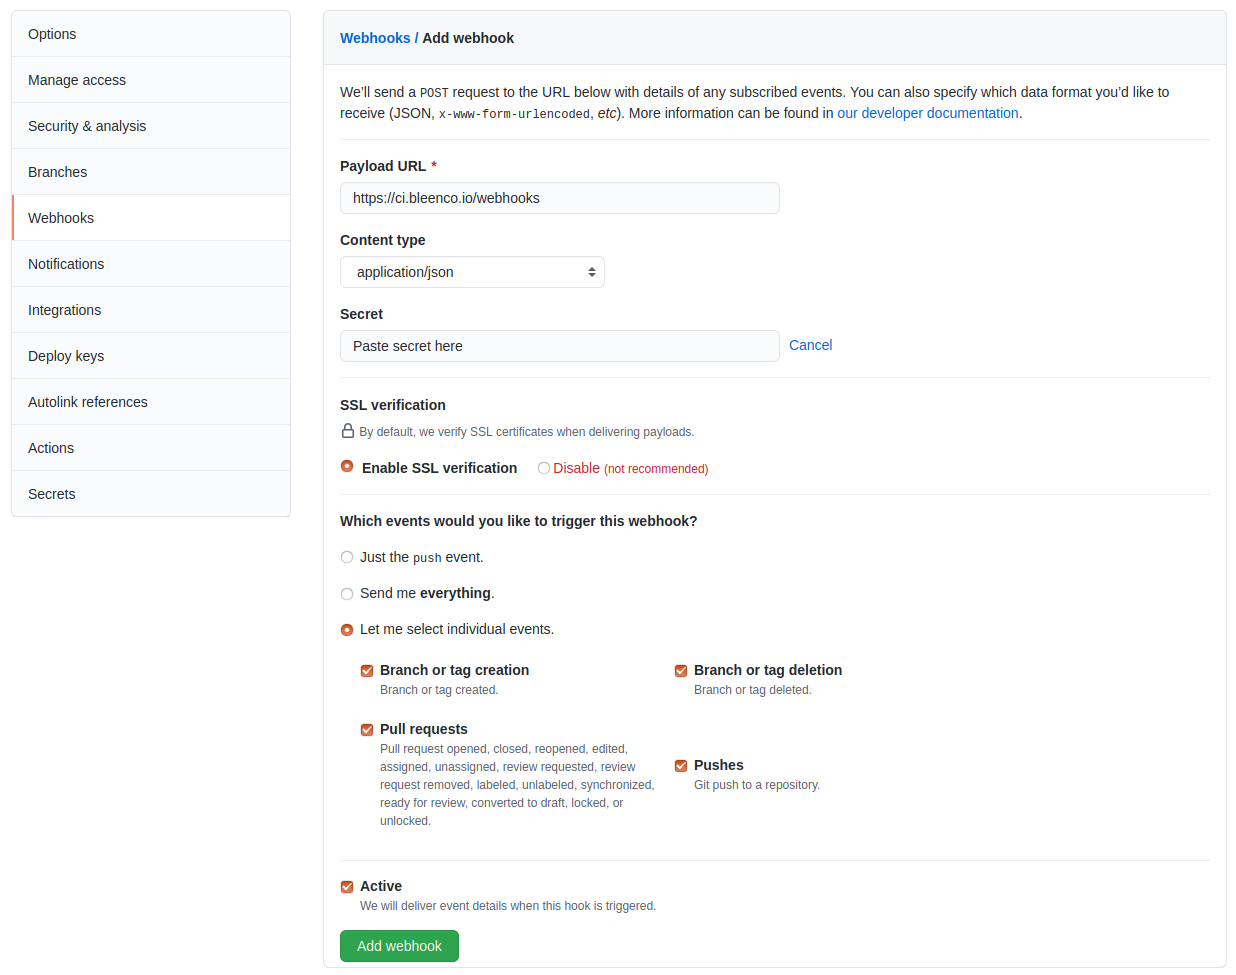 Options
Manage access
Security & analysis
Branches
Webhooks
Notifications
Integrations
Deploy keys
Autolink references
Actions
Secrets
Webhooks / Add webhook
We’ll send a POST request to the URL below with details of any subscribed events. You can also specify which data format you’d like to
receive (JSON, x-www-form-urlencoded, etc). More information can be found in our developer documentation.
Payload URL *
https://ci.bleenco.io/webhooks
Content type
application/json
Secret
Paste secret here
Cancel
SSL verification
By default, we verify SSL certificates when delivering payloads.
Enable SSL verification
Disable (not recommended)
Which events would you like to trigger this webhook?
Just the push event.
Send me everything.
Let me select individual events.
Branch or tag creation
Branch or tag created.
Branch or tag deletion
Branch or tag deleted.
Pull requests
Pull request opened, closed, reopened, edited,
assigned, unassigned, review requested, review
request removed, labeled, unlabeled, synchronized,
ready for review, converted to draft, locked, or
unlocked.
Pushes
Git push to a repository.
Active
We will deliver event details when this hook is triggered.
Add webhook